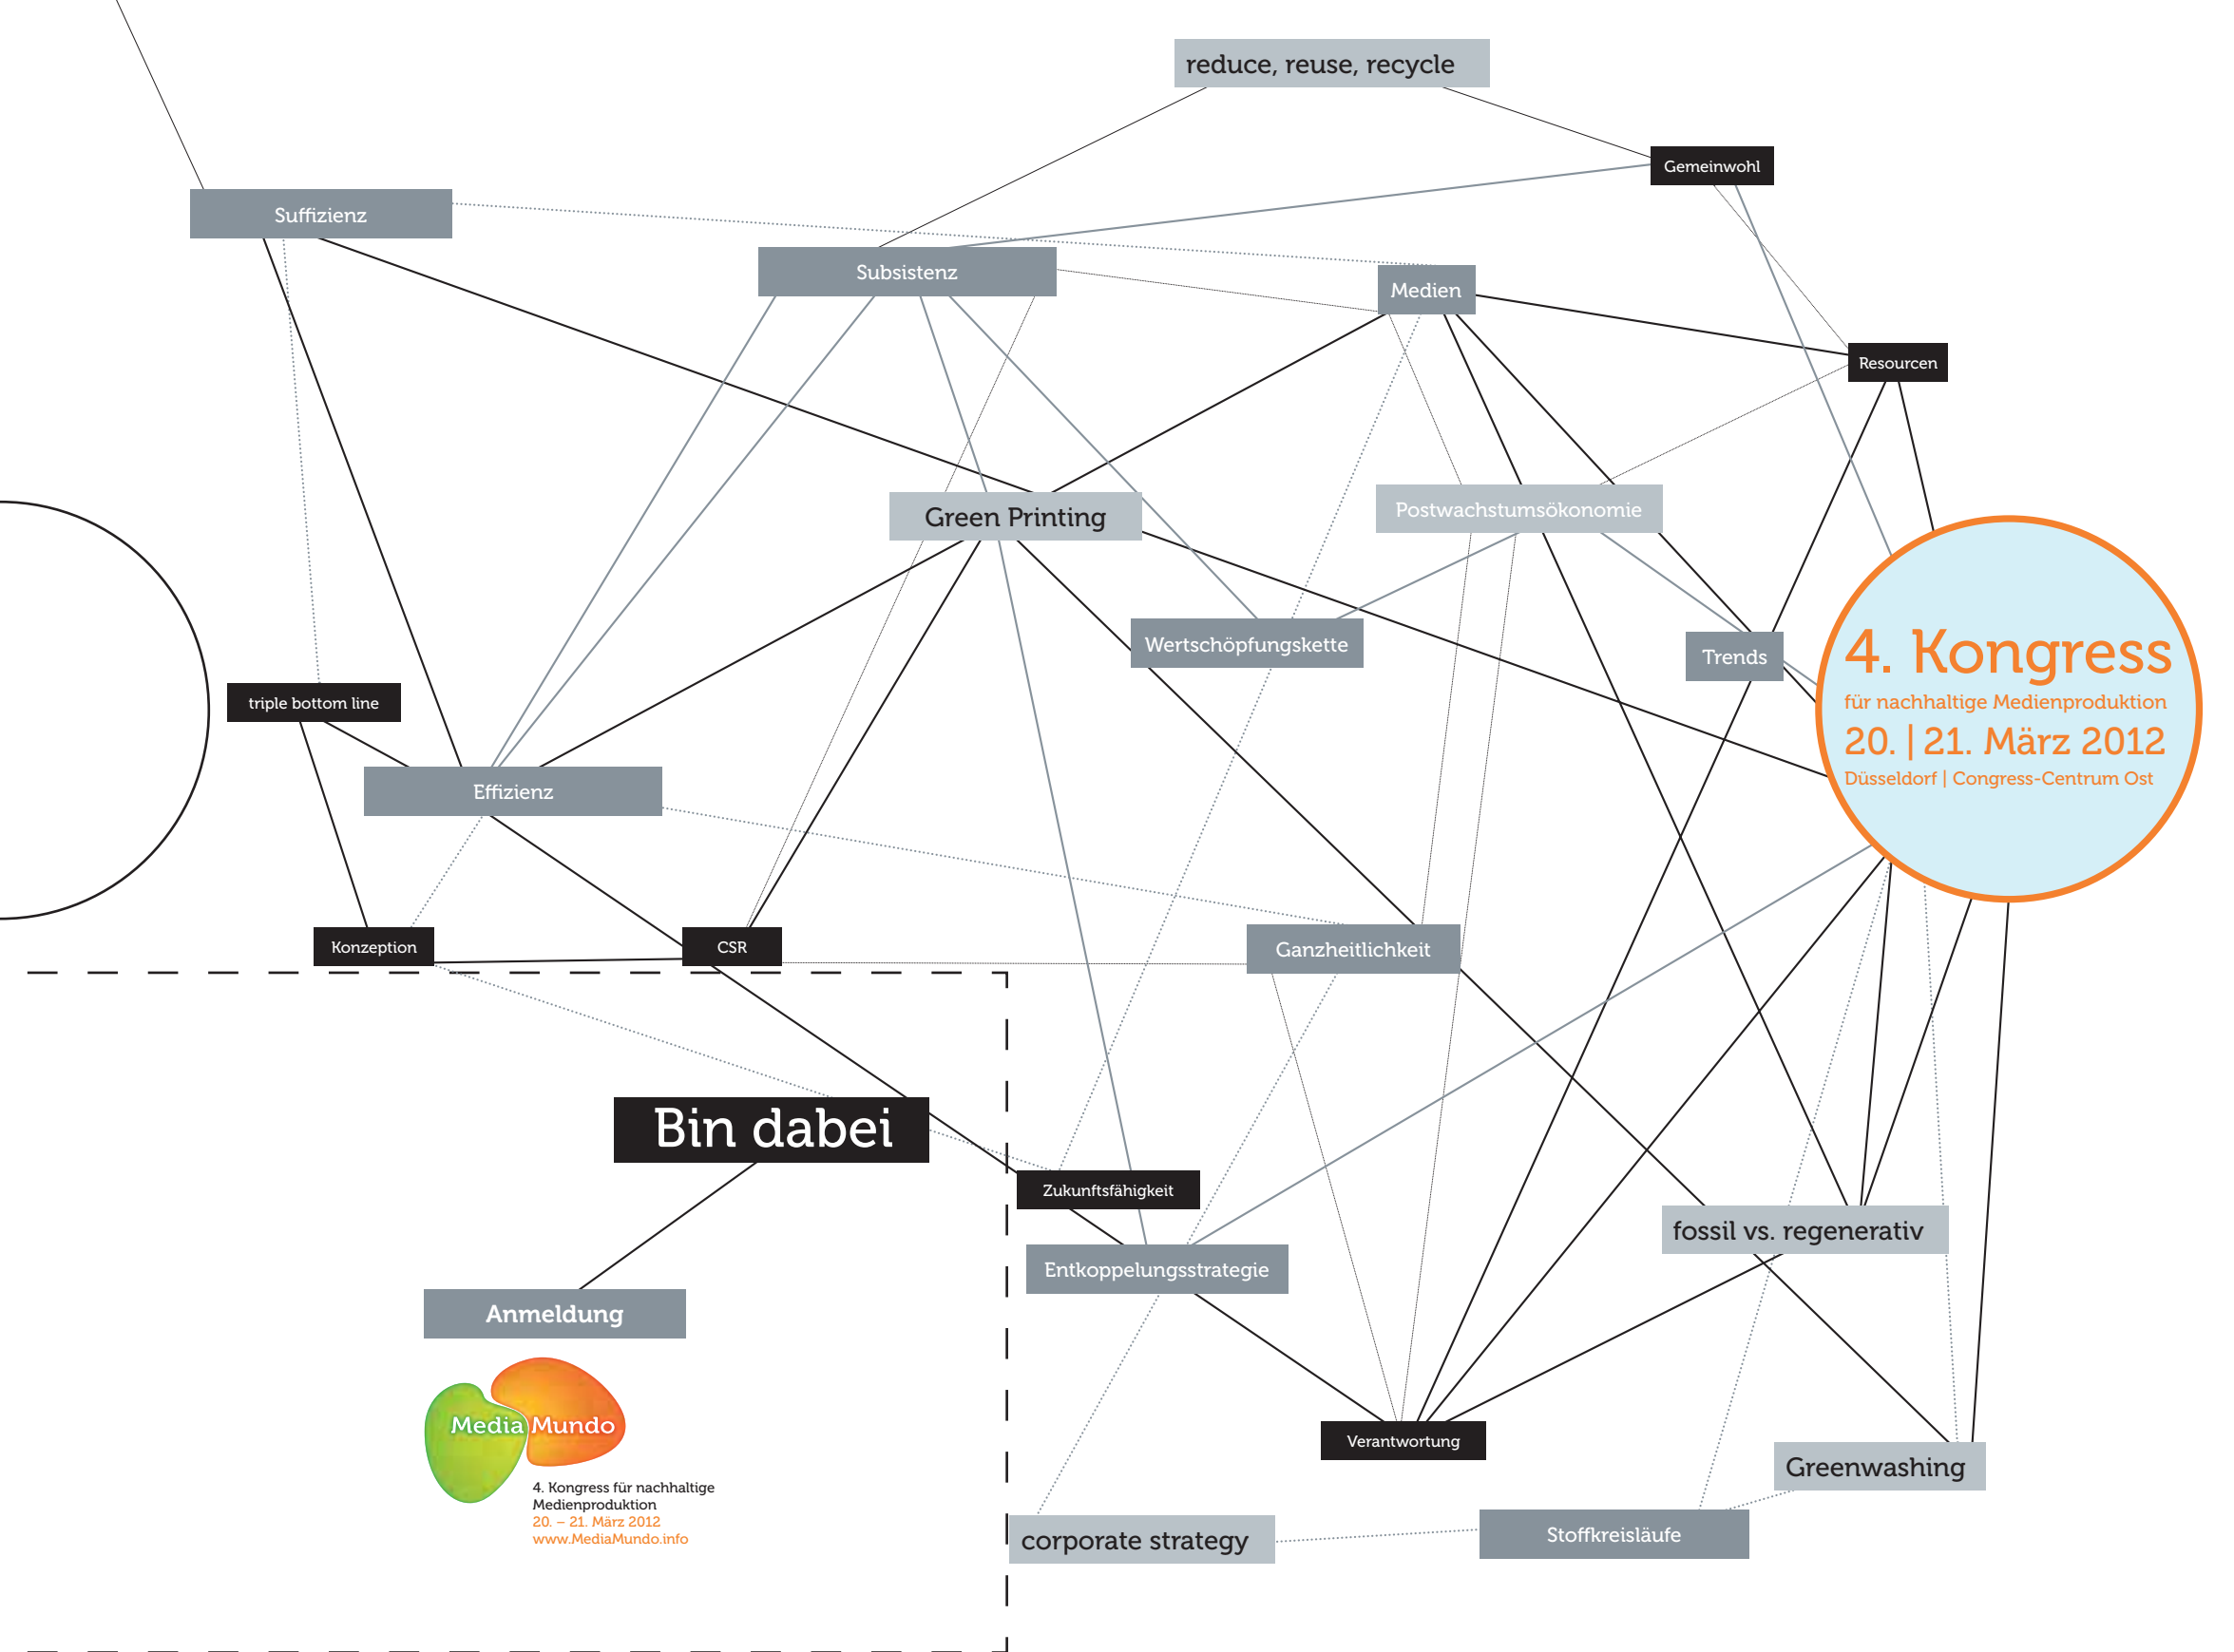 reduce, reuse, recycle
Gemeinwohl
Suffizienz
Subsistenz
Medien
Resourcen
Green Printing
Postwachstumsökonomie
Wertschöpfungskette
Trends
4. Kongress
für nachhaltige Medienproduktion
20. | 21. März 2012
Düsseldorf | Congress-Centrum Ost
triple bottom line
Effizienz
Konzeption
CSR
Ganzheitlichkeit
Bin dabei
Zukunftsfähigkeit
fossil vs. regenerativ
Entkoppelungsstrategie
Anmeldung
Media Mundo
4. Kongress für nachhaltige
Medienproduktion
20. – 21. März 2012
www.MediaMundo.info
Verantwortung
Greenwashing
corporate strategy
Stoffkreisläufe